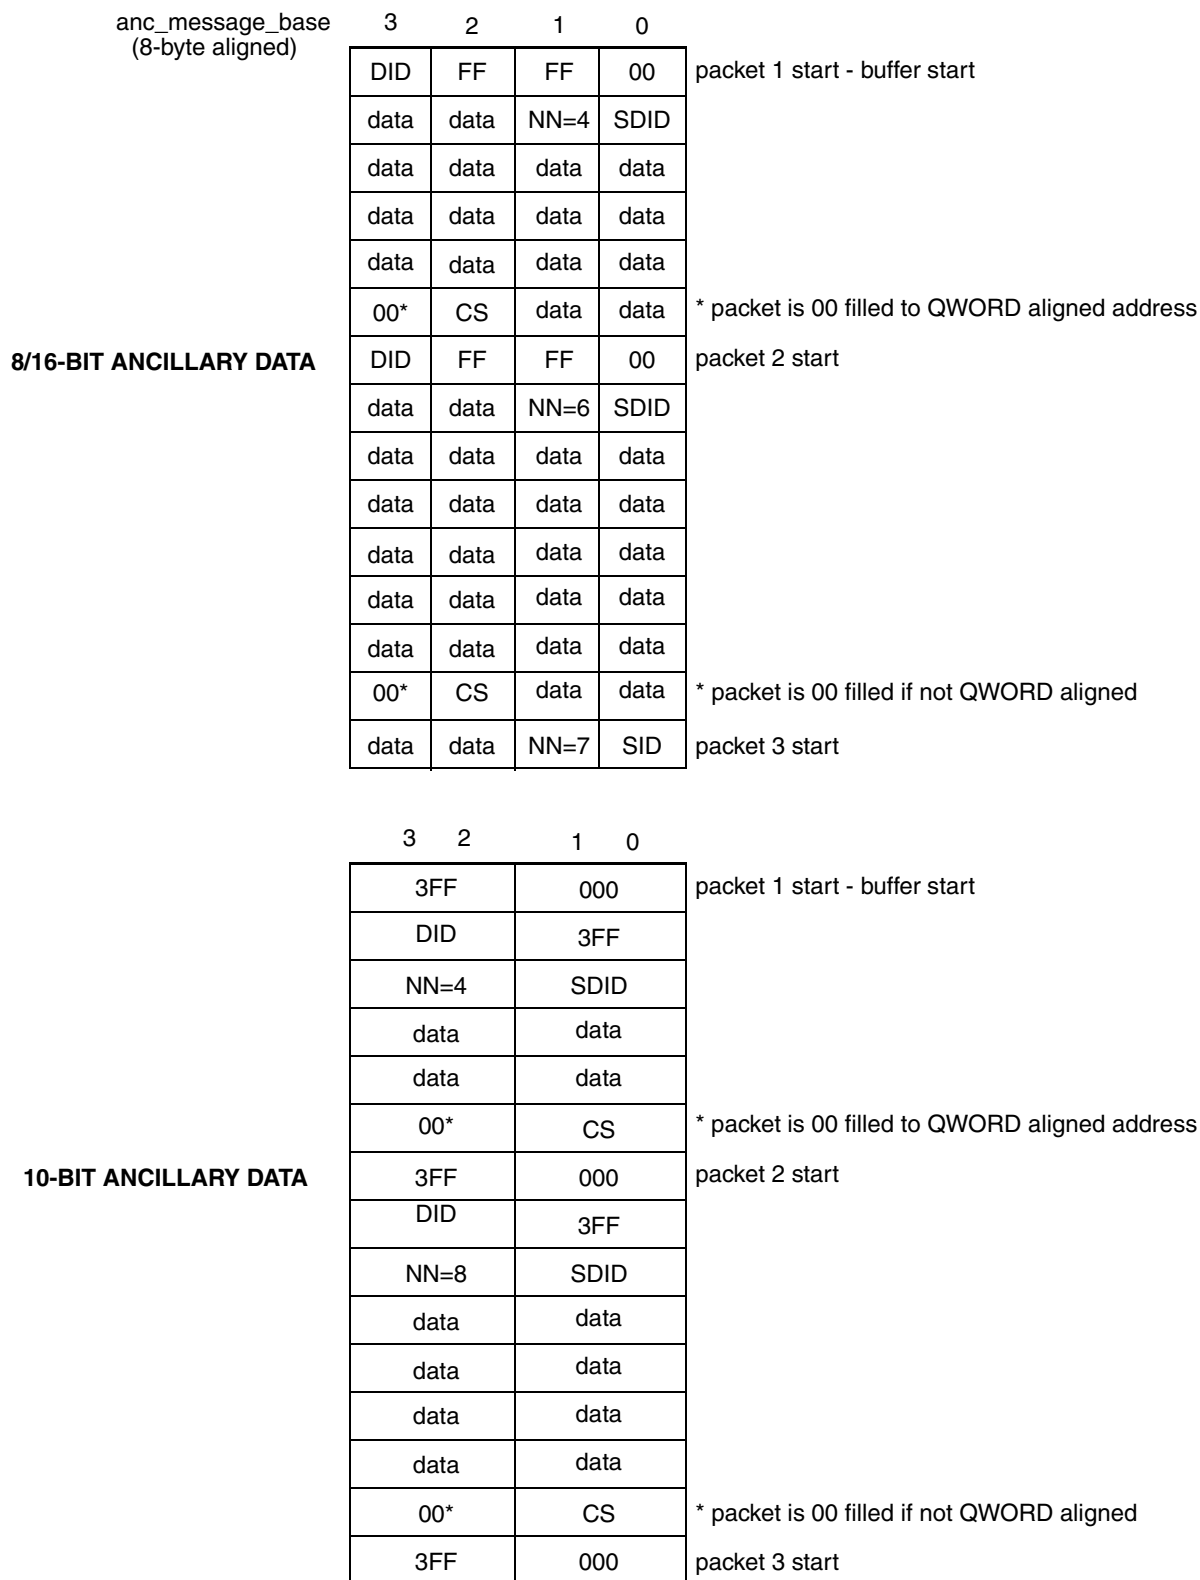 anc_message_base 3 2 1 0
(8-byte aligned)
DID FF FF 00 packet 1 start - buffer start
data data NN=4 SDID
data data data data
data data data data
data data data data
00* CS data data * packet is 00 filled to QWORD aligned address
8/16-BIT ANCILLARY DATA DID FF FF 00 packet 2 start
data data NN=6 SDID
data data data data
data data data data
data data data data
data data data data
data data data data
00* CS data data * packet is 00 filled if not QWORD aligned
data data NN=7 SID packet 3 start
3 2 1 0
3FF 000 packet 1 start - buffer start
DID 3FF
NN=4 SDID
data data
data data
00* CS * packet is 00 filled to QWORD aligned address
10-BIT ANCILLARY DATA 3FF 000 packet 2 start
DID 3FF
NN=8 SDID
data data
data data
data data
data data
00* CS * packet is 00 filled if not QWORD aligned
3FF 000 packet 3 start